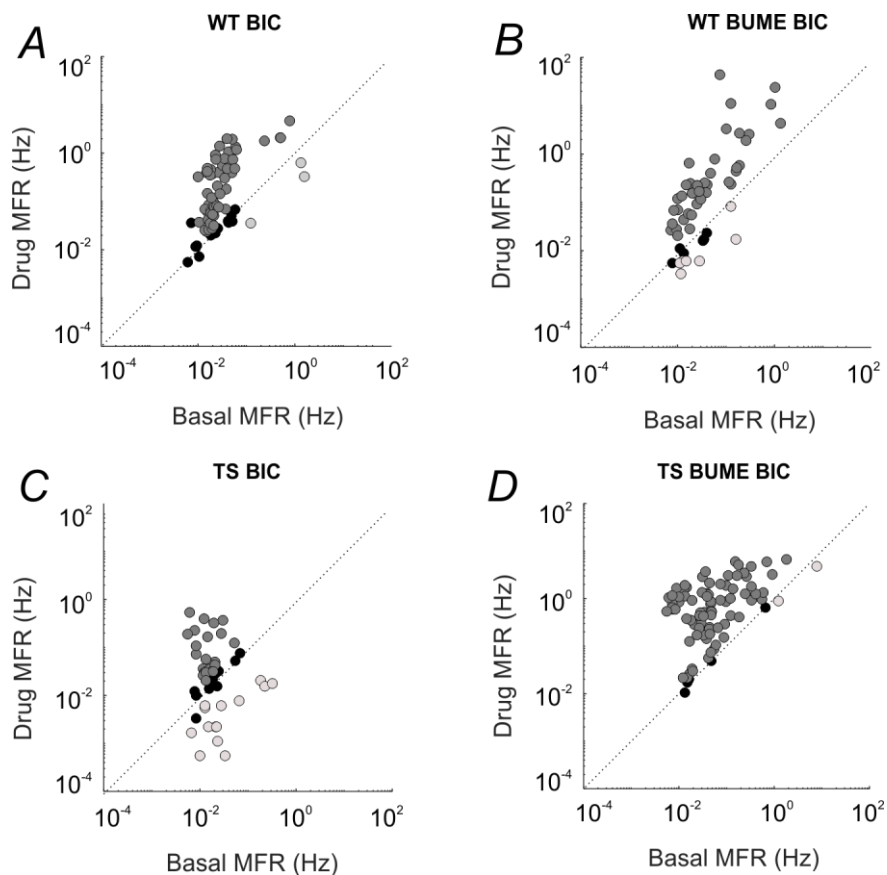 A
WT BIC
10^2
10^0
10^-2
10^-4
Drug MFR (Hz)
10^-4 10^-2 10^0 10^2
Basal MFR (Hz)
B
WT BUME BIC
10^2
10^0
10^-2
10^-4
Drug MFR (Hz)
10^-4 10^-2 10^0 10^2
Basal MFR (Hz)
C
TS BIC
10^2
10^0
10^-2
10^-4
Drug MFR (Hz)
10^-4 10^-2 10^0 10^2
Basal MFR (Hz)
D
TS BUME BIC
10^2
10^0
10^-2
10^-4
Drug MFR (Hz)
10^-4 10^-2 10^0 10^2
Basal MFR (Hz)